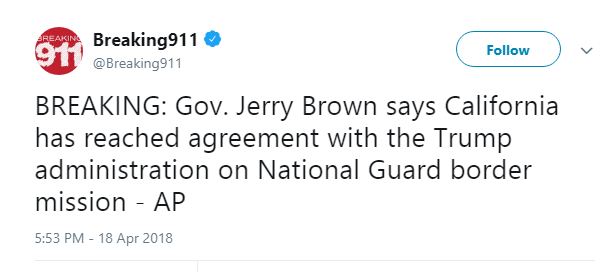 BREAKING
911
Breaking911
@Breaking911
Follow
BREAKING: Gov. Jerry Brown says California
has reached agreement with the Trump
administration on National Guard border
mission - AP
5:53 PM - 18 Apr 2018